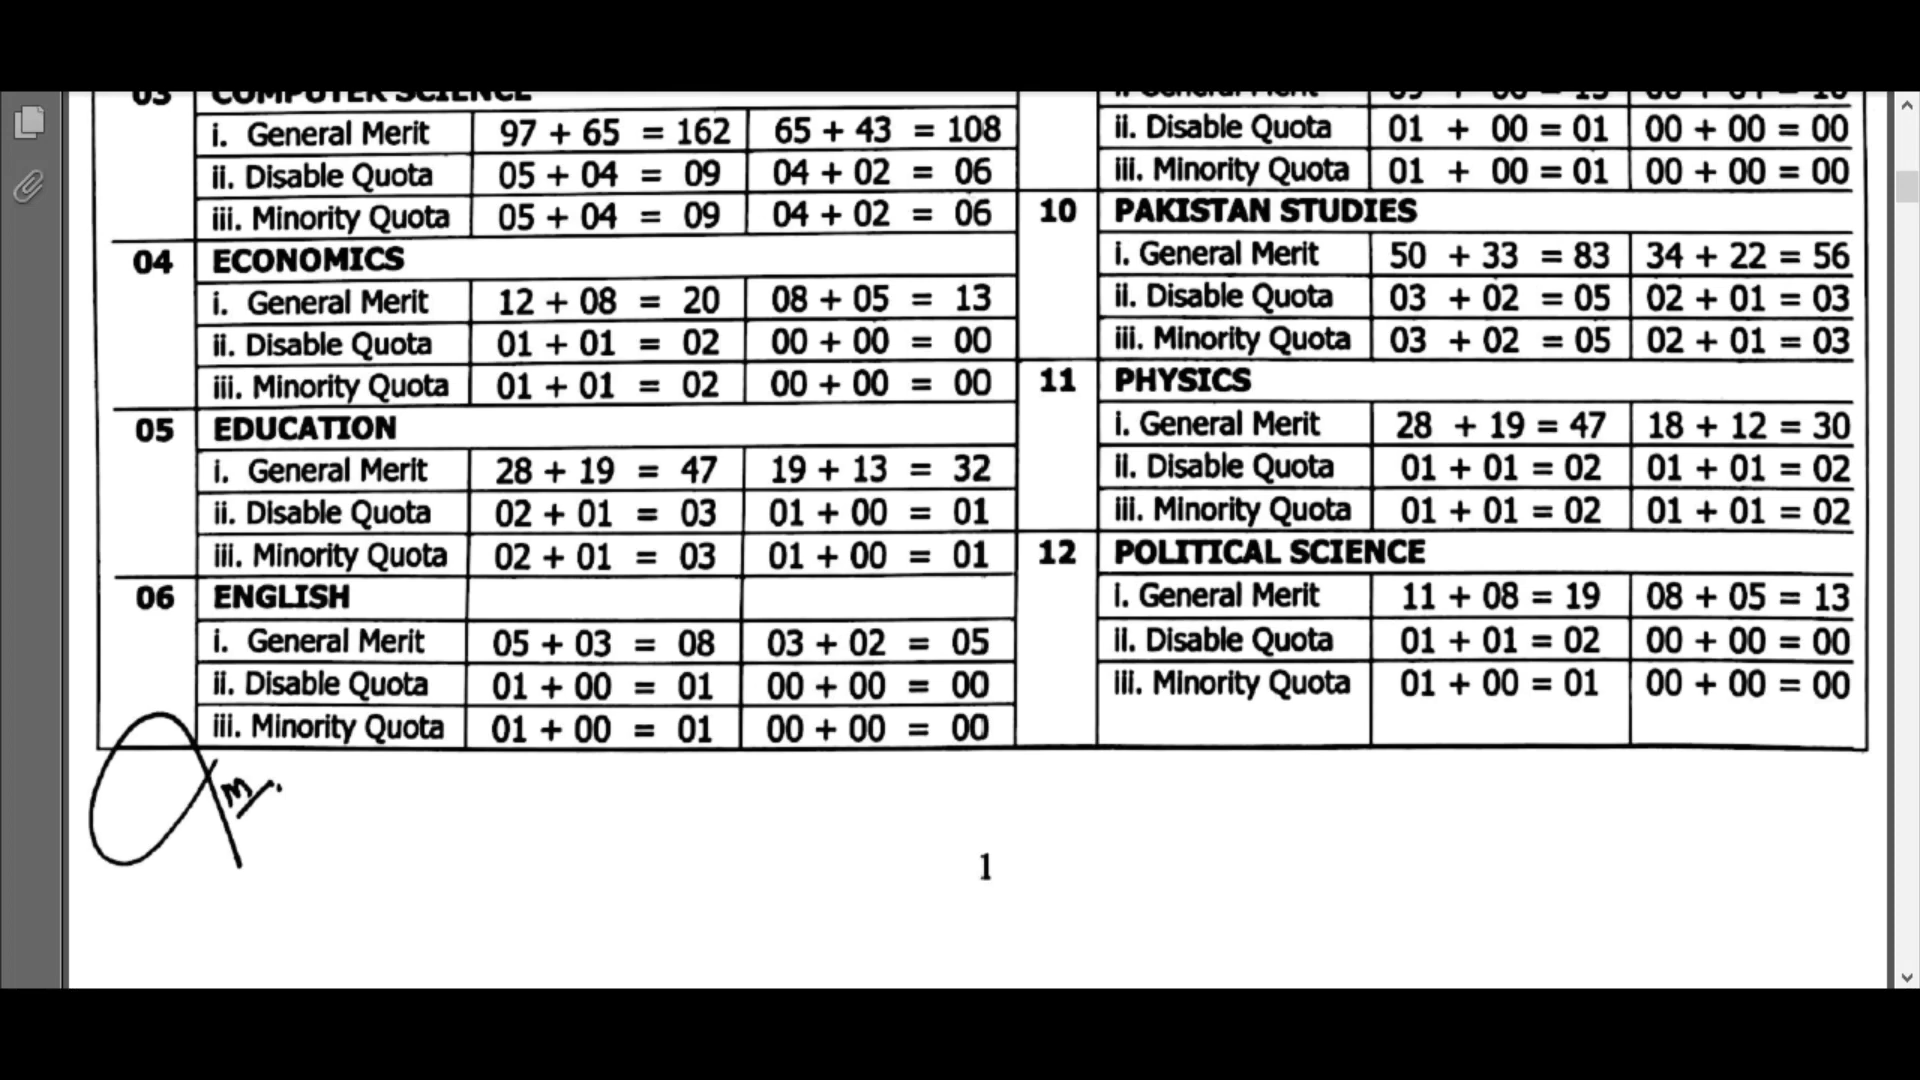 03 COMPUTER SCIENCE
i. General Merit 97 + 65 = 162 65 + 43 = 108
ii. Disable Quota 05 + 04 = 09 04 + 02 = 06
iii. Minority Quota 05 + 04 = 09 04 + 02 = 06
04 ECONOMICS
i. General Merit 12 + 08 = 20 08 + 05 = 13
ii. Disable Quota 01 + 01 = 02 00 + 00 = 00
iii. Minority Quota 01 + 01 = 02 00 + 00 = 00
05 EDUCATION
i. General Merit 28 + 19 = 47 19 + 13 = 32
ii. Disable Quota 02 + 01 = 03 01 + 00 = 01
iii. Minority Quota 02 + 01 = 03 01 + 00 = 01
06 ENGLISH
i. General Merit 05 + 03 = 08 03 + 02 = 05
ii. Disable Quota 01 + 00 = 01 00 + 00 = 00
iii. Minority Quota 01 + 00 = 01 00 + 00 = 00
General Merit
ii. Disable Quota 01 + 00 = 01 00 + 00 = 00
iii. Minority Quota 01 + 00 = 01 00 + 00 = 00
10 PAKISTAN STUDIES
i. General Merit 50 + 33 = 83 34 + 22 = 56
ii. Disable Quota 03 + 02 = 05 02 + 01 = 03
iii. Minority Quota 03 + 02 = 05 02 + 01 = 03
11 PHYSICS
i. General Merit 28 + 19 = 47 18 + 12 = 30
ii. Disable Quota 01 + 01 = 02 01 + 01 = 02
iii. Minority Quota 01 + 01 = 02 01 + 01 = 02
12 POLITICAL SCIENCE
i. General Merit 11 + 08 = 19 08 + 05 = 13
ii. Disable Quota 01 + 01 = 02 00 + 00 = 00
iii. Minority Quota 01 + 00 = 01 00 + 00 = 00
1